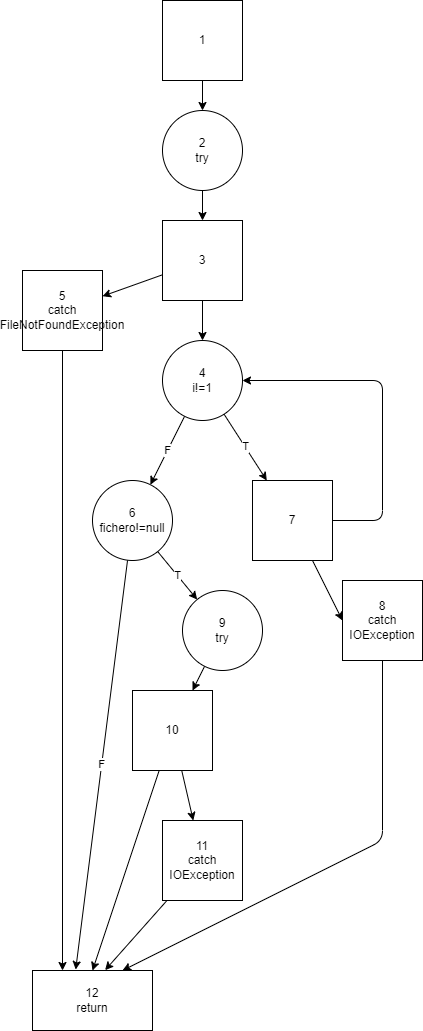 1
2
try
3
5
catch
FileNotFoundException
4
i!=1
F
T
6
fichero!=null
7
T
8
catch
IOException
9
try
10
F
11
catch
IOException
12
return